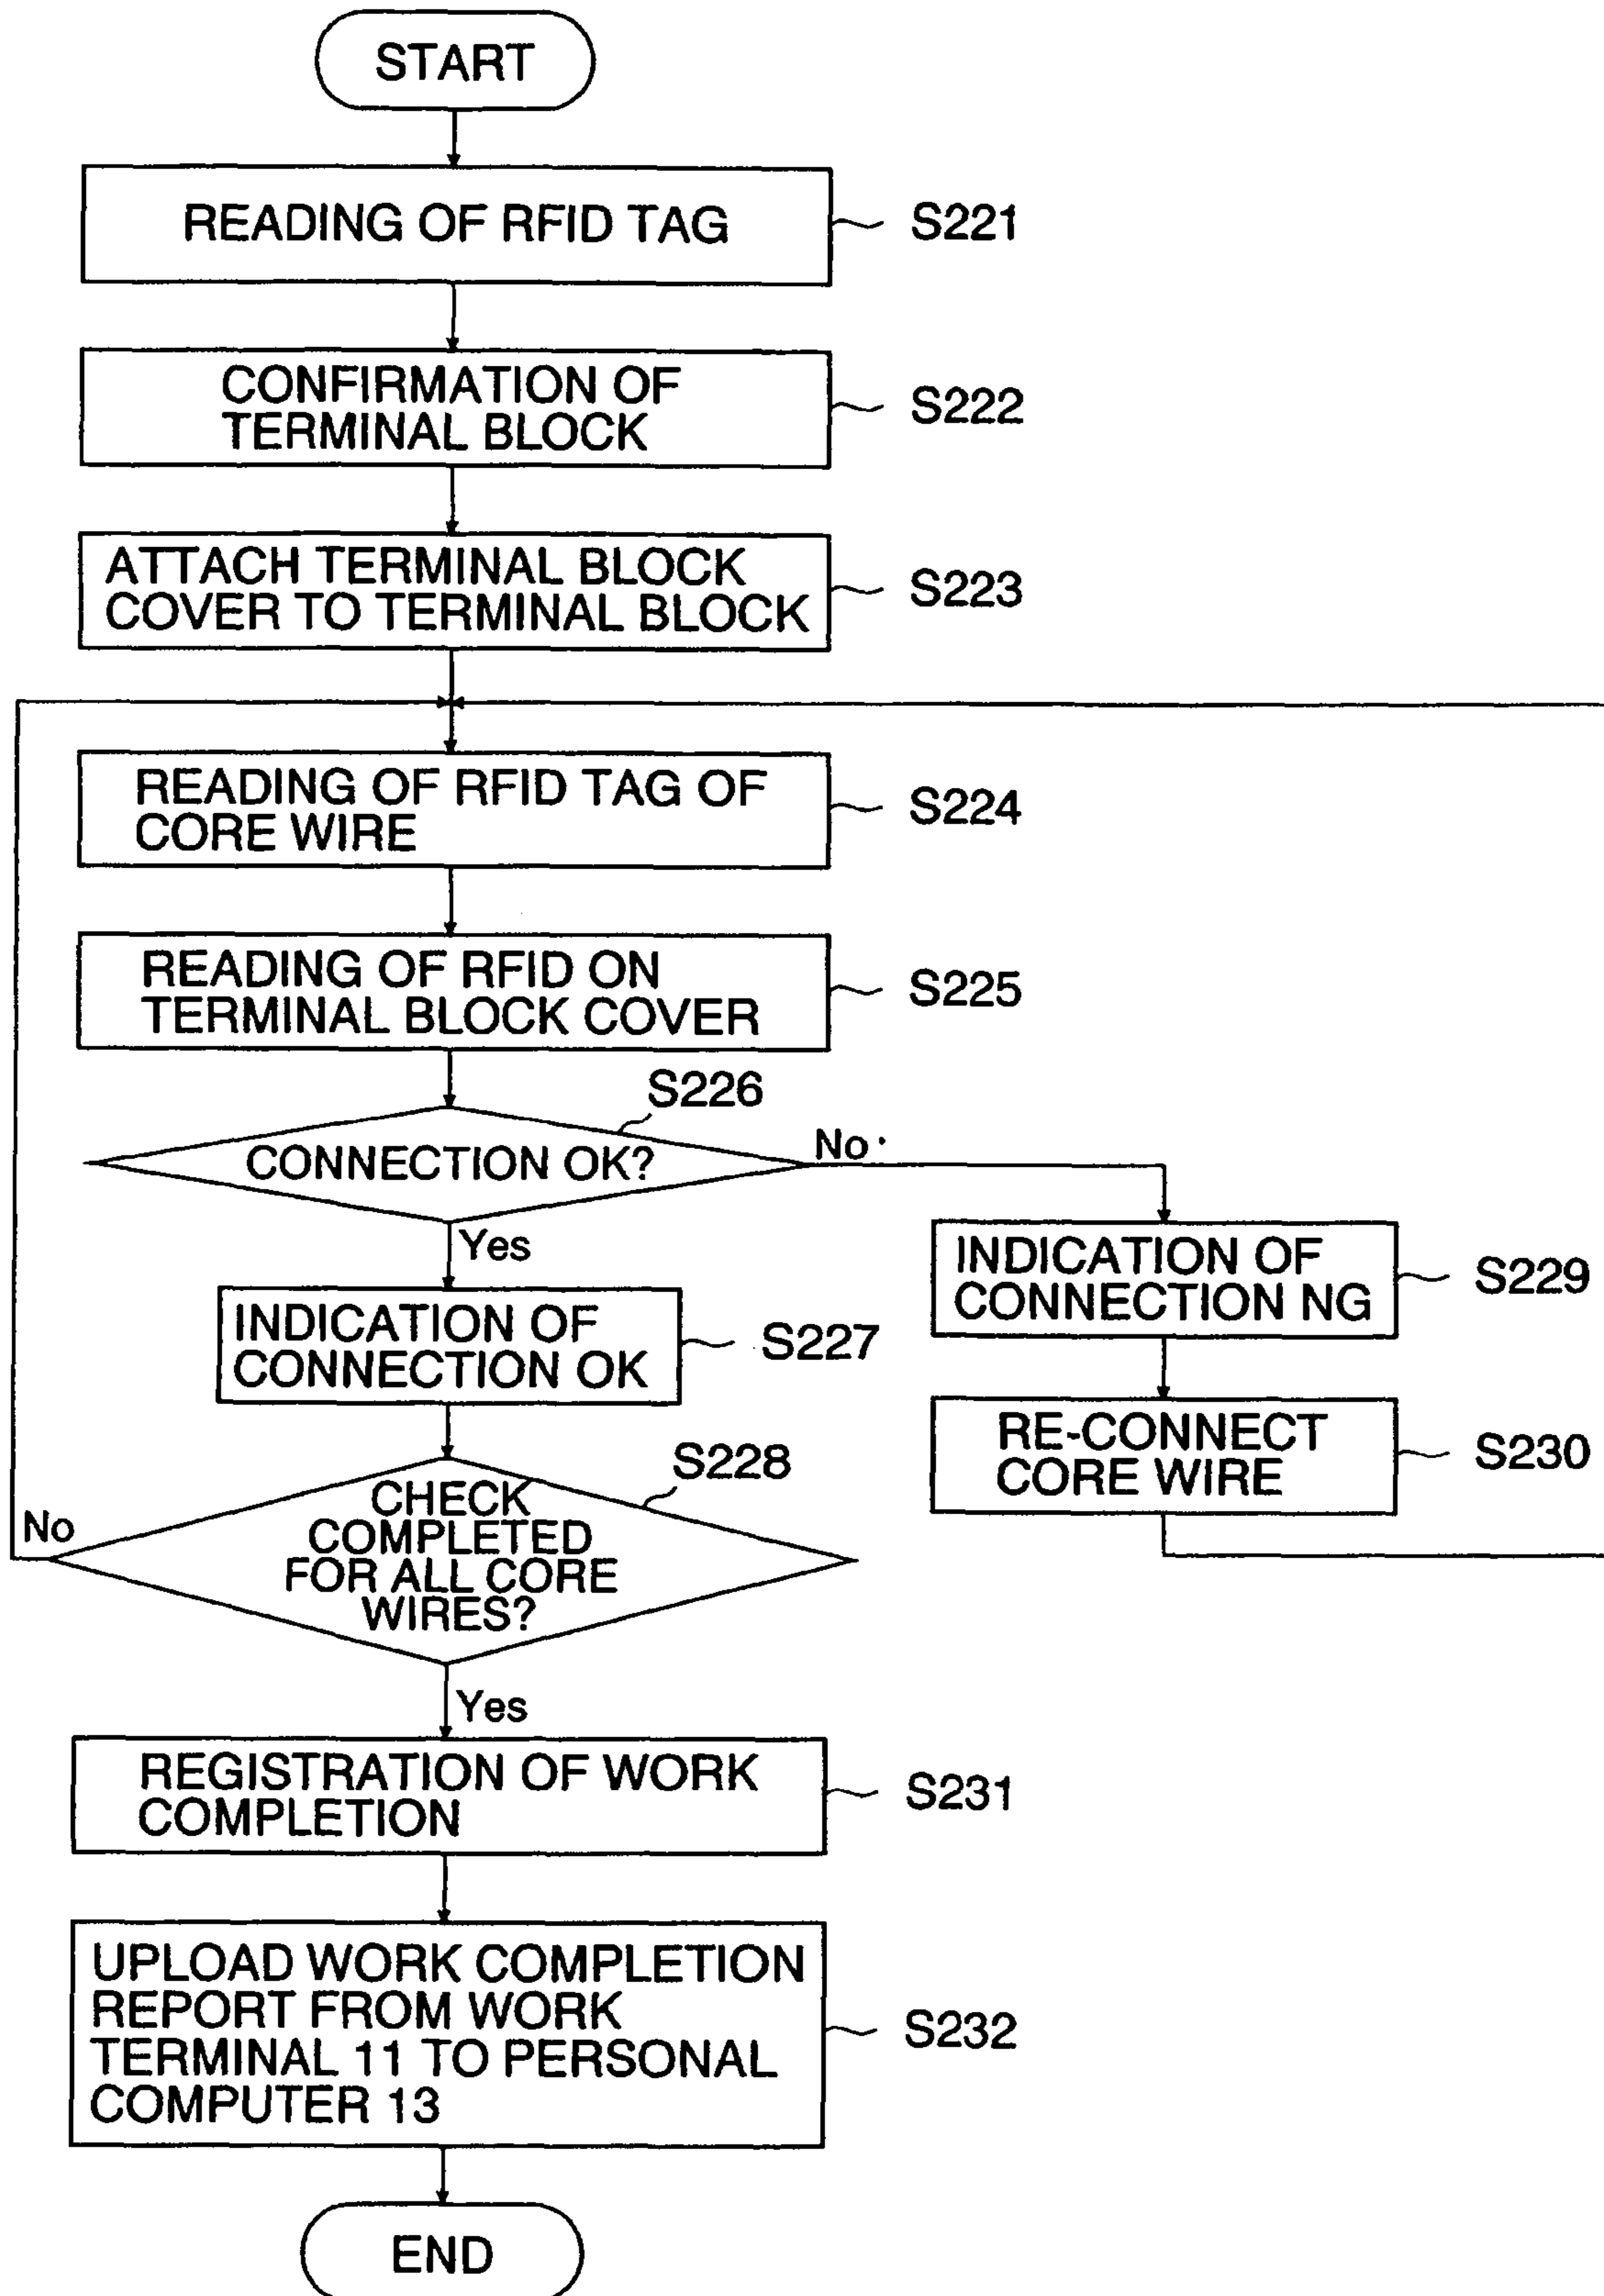 START
READING OF RFID TAG
S221
CONFIRMATION OF
TERMINAL BLOCK
S222
ATTACH TERMINAL BLOCK
COVER TO TERMINAL BLOCK
S223
READING OF RFID TAG OF
CORE WIRE
S224
READING OF RFID ON
TERMINAL BLOCK COVER
S225
S226
CONNECTION OK?
No
Yes
INDICATION OF
CONNECTION OK
S227
INDICATION OF
CONNECTION NG
S229
RE-CONNECT
CORE WIRE
S230
S228
CHECK
COMPLETED
FOR ALL CORE
WIRES?
No
Yes
REGISTRATION OF WORK
COMPLETION
S231
UPLOAD WORK COMPLETION
REPORT FROM WORK
TERMINAL 11 TO PERSONAL
COMPUTER 13
S232
END